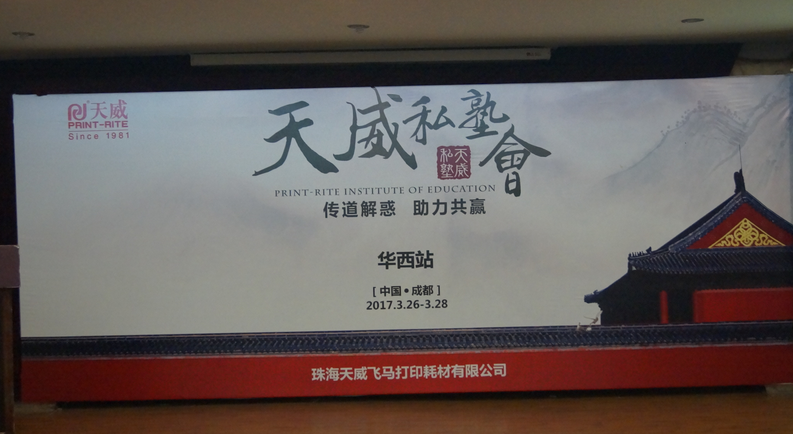 天威
PRINT-RITE
Since 1981
天威私塾會
天威
私塾
PRINT-RITE INSTITUTE OF EDUCATION
传道解惑 助力共赢
华西站
[ 中国•成都 ]
2017.3.26-3.28
珠海天威飞马打印耗材有限公司